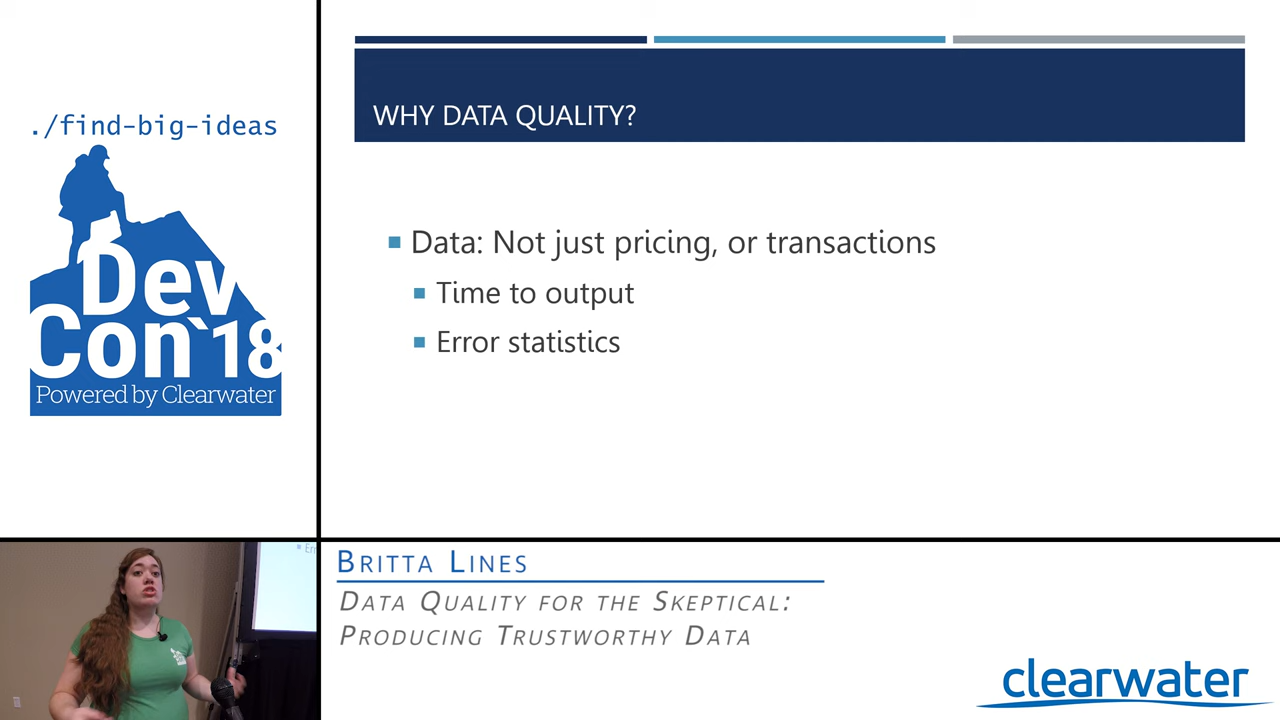 ./find-big-ideas
Dev
Con`18
Powered by Clearwater
WHY DATA QUALITY?
Data: Not just pricing, or transactions
Time to output
Error statistics
BRITTA LINES
DATA QUALITY FOR THE SKEPTICAL:
PRODUCING TRUSTWORTHY DATA
clearwater